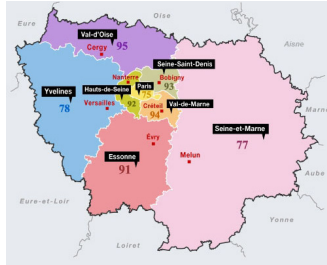 Eure
Oise
Aisne
Val-d'Oise
95
Cergy
Seine-Saint-Denis
Nanterre
Paris
Bobigny
Yvelines
Hauts-de-Seine
75
93
78
Versailles
92
Créteil
Val-de-Marne
94
Marne
Seine-et-Marne
Évry
77
Essonne
Melun
91
Aube
Eure-et-Loir
Yonne
Loiret